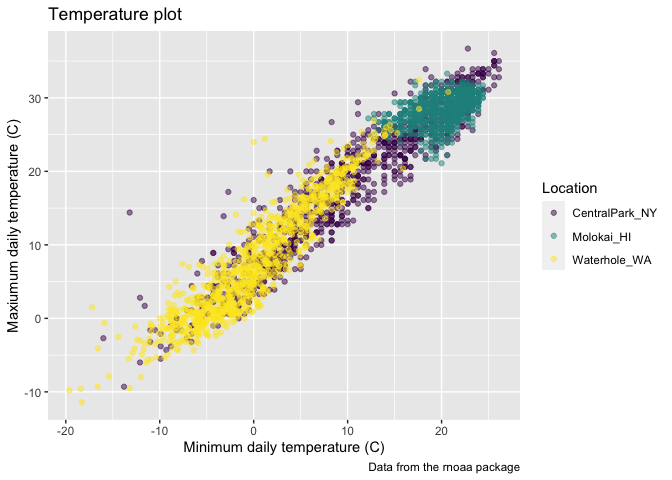 Temperature plot
Maxiumum daily temperature (C)
30
20
10
0
-10
-20
-10
0
10
20
Minimum daily temperature (C)
Data from the rnoaa package
Location
CentralPark_NY
Molokai_HI
Waterhole_WA